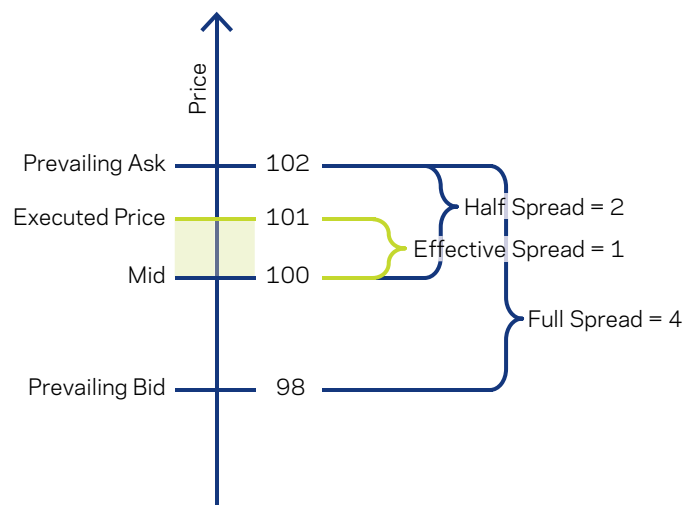 Price
Prevailing Ask 102
Half Spread = 2
Executed Price 101
Effective Spread = 1
Mid 100
Full Spread = 4
Prevailing Bid 98